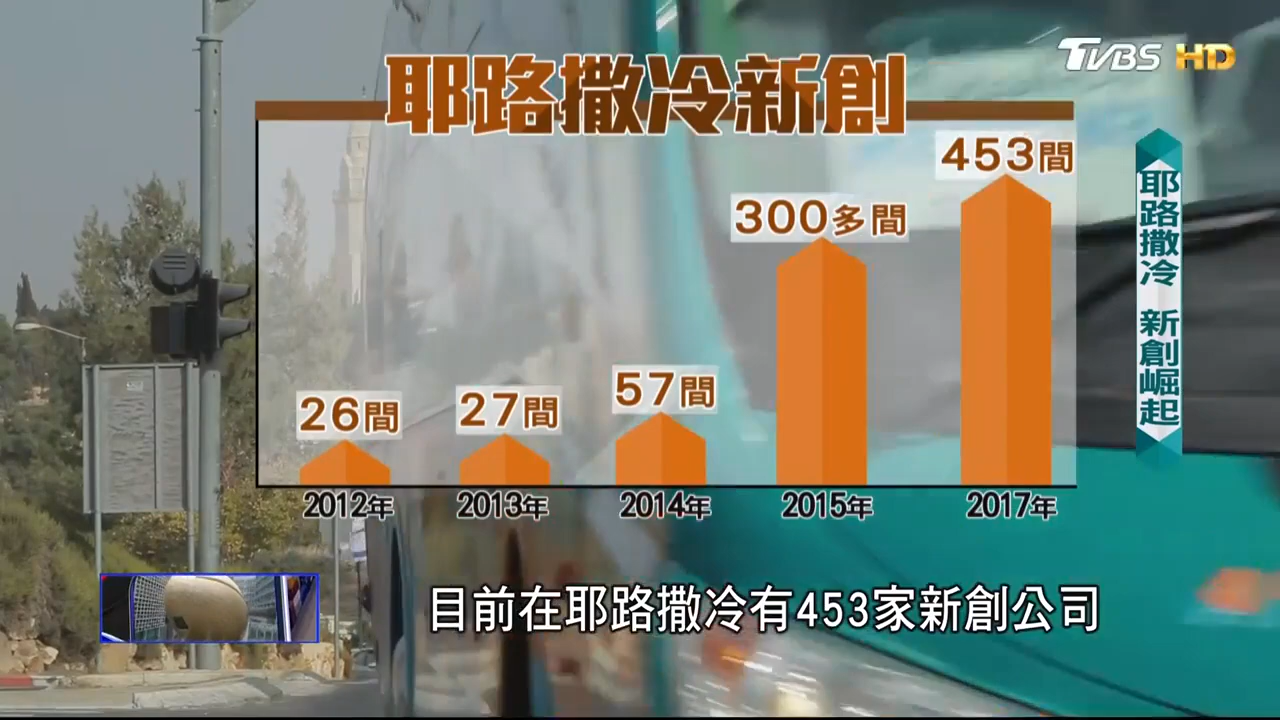 TVBS HD
耶路撒冷新創
453間
300多間
57間
27間
26間
2012年 2013年 2014年 2015年 2017年
耶路撒冷 新創崛起
目前在耶路撒冷有453家新創公司